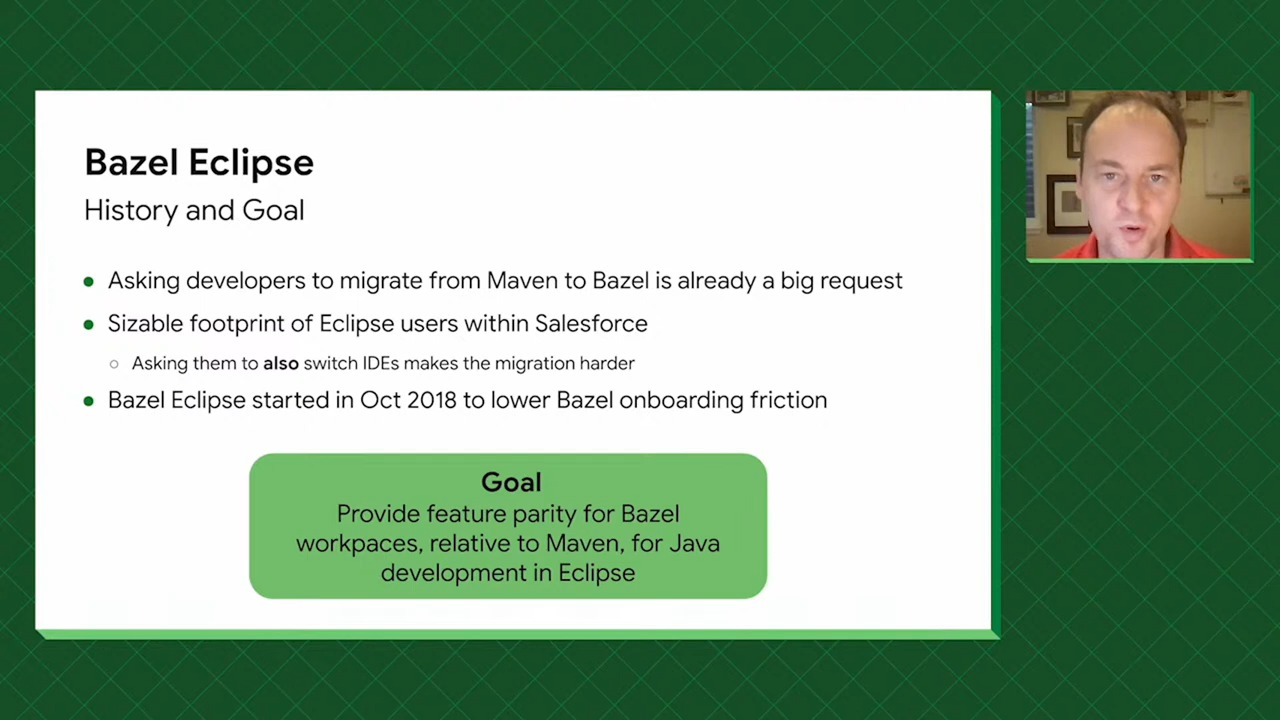 Bazel Eclipse
History and Goal
Asking developers to migrate from Maven to Bazel is already a big request
Sizable footprint of Eclipse users within Salesforce
Asking them to also switch IDEs makes the migration harder
Bazel Eclipse started in Oct 2018 to lower Bazel onboarding friction
Goal
Provide feature parity for Bazel
workpaces, relative to Maven, for Java
development in Eclipse